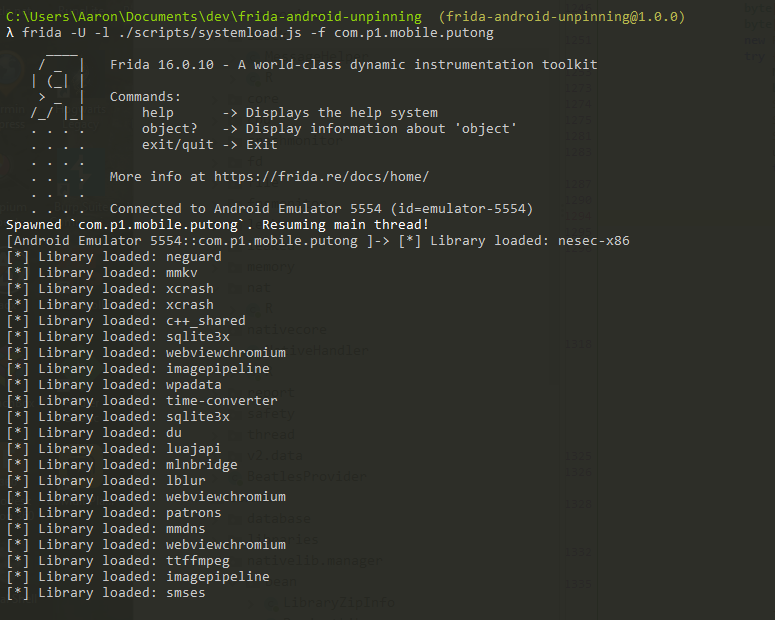 C:\Users\Aaron\Documents\dev\frida-android-unpinning (frida-android-unpinning@1.0.0)
λ frida -U -l ./scripts/systemload.js -f com.p1.mobile.putong
     ____
    / _  |   Frida 16.0.10 - A world-class dynamic instrumentation toolkit
   | (_| |
    > _  |   Commands:
   /_/ |_|       help      -> Displays the help system
   . . . .       object?   -> Display information about 'object'
   . . . .       exit/quit -> Exit
   . . . .
   . . . .   More info at https://frida.re/docs/home/
   . . . .
   . . . .   Connected to Android Emulator 5554 (id=emulator-5554)
Spawned `com.p1.mobile.putong`. Resuming main thread!
[Android Emulator 5554::com.p1.mobile.putong ]-> [*] Library loaded: nesec-x86
[*] Library loaded: neguard
[*] Library loaded: mmkv
[*] Library loaded: xcrash
[*] Library loaded: xcrash
[*] Library loaded: c++_shared
[*] Library loaded: sqlite3x
[*] Library loaded: webviewchromium
[*] Library loaded: imagepipeline
[*] Library loaded: wpadata
[*] Library loaded: time-converter
[*] Library loaded: sqlite3x
[*] Library loaded: du
[*] Library loaded: luajapi
[*] Library loaded: mlnbridge
[*] Library loaded: lblur
[*] Library loaded: webviewchromium
[*] Library loaded: patrons
[*] Library loaded: mmdns
[*] Library loaded: webviewchromium
[*] Library loaded: ttffmpeg
[*] Library loaded: imagepipeline
[*] Library loaded: smses